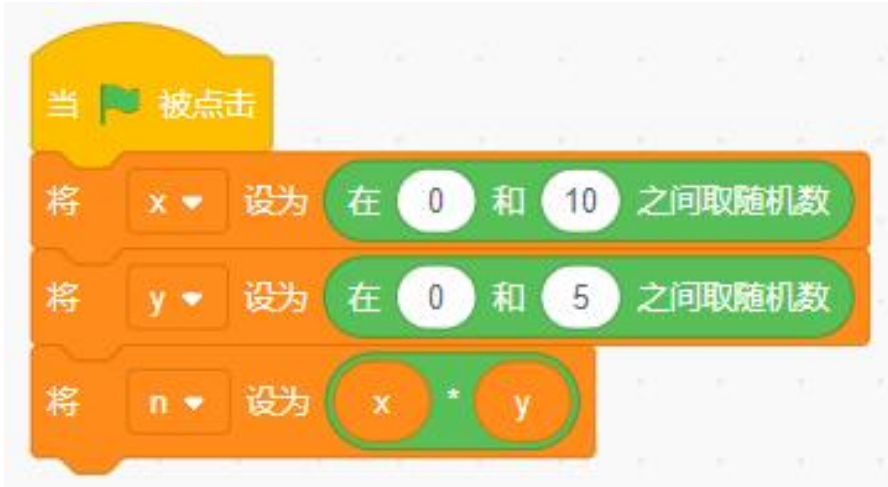 当 被点击
将 x 设为 在 0 和 10 之间取随机数
将 y 设为 在 0 和 5 之间取随机数
将 n 设为 x * y